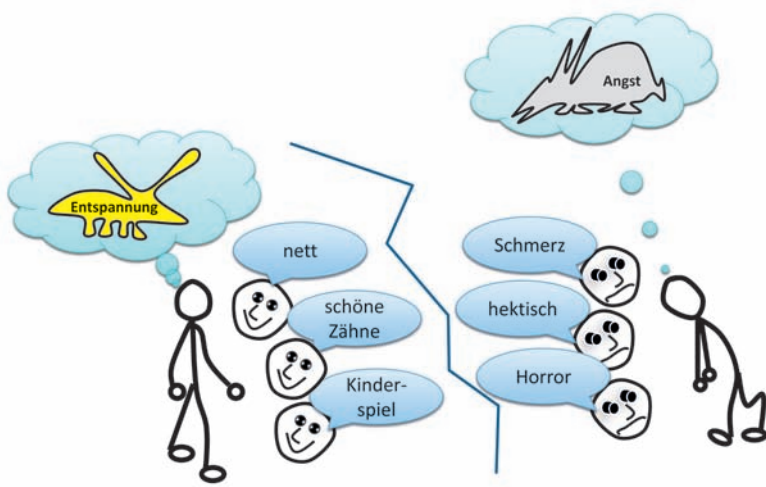 Entspannung
nett
schöne
Zähne
Kinder-
spiel
Angst
Schmerz
hektisch
Horror